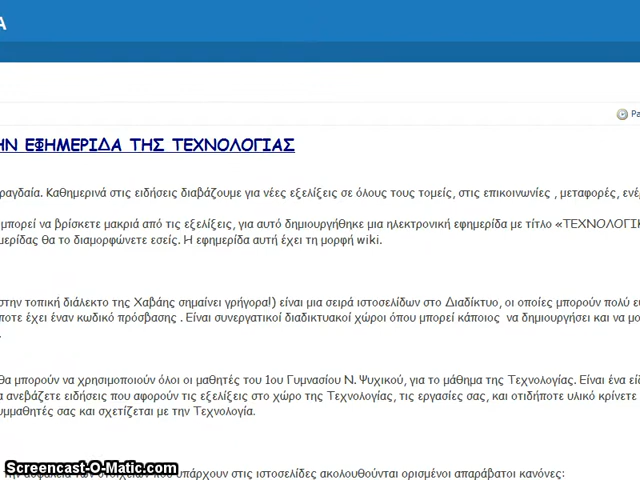 Α
Pa
ΗΝ ΕΦΗΜΕΡΙΔΑ ΤΗΣ ΤΕΧΝΟΛΟΓΙΑΣ
ραγδαία. Καθημερινά στις ειδήσεις διαβάζουμε για νέες εξελίξεις σε όλους τους τομείς, στις επικοινωνίες , μεταφορές, ενέ
μπορεί να βρίσκετε μακριά από τις εξελίξεις, για αυτό δημιουργήθηκε μια ηλεκτρονική εφημερίδα με τίτλο «ΤΕΧΝΟΛΟΓΙΚ
μερίδας θα το διαμορφώνετε εσείς. Η εφημερίδα αυτή έχει τη μορφή wiki.
στην τοπική διάλεκτο της Χαβάης σημαίνει γρήγορα!) είναι μια σειρά ιστοσελίδων στο Διαδίκτυο, οι οποίες μπορούν πολύ ε
ποτε έχει έναν κωδικό πρόσβασης . Είναι συνεργατικοί διαδικτυακοί χώροι όπου μπορεί κάποιος να δημιουργήσει και να μο
θα μπορούν να χρησιμοποιούν όλοι οι μαθητές του 1ου Γυμνασίου Ν. Ψυχικού, για το μάθημα της Τεχνολογίας. Είναι ένα εί
α ανεβάζετε ειδήσεις που αφορούν τις εξελίξεις στο χώρο της Τεχνολογίας, τις εργασίες σας, και οτιδήποτε υλικό κρίνετε
υμμαθητές σας και σχετίζεται με την Τεχνολογία.
την ασφάλεια των στοιχείων που υπάρχουν στις ιστοσελίδες ακολουθούνται ορισμένοι απαράβατοι κανόνες:
Screencast-O-Matic.com